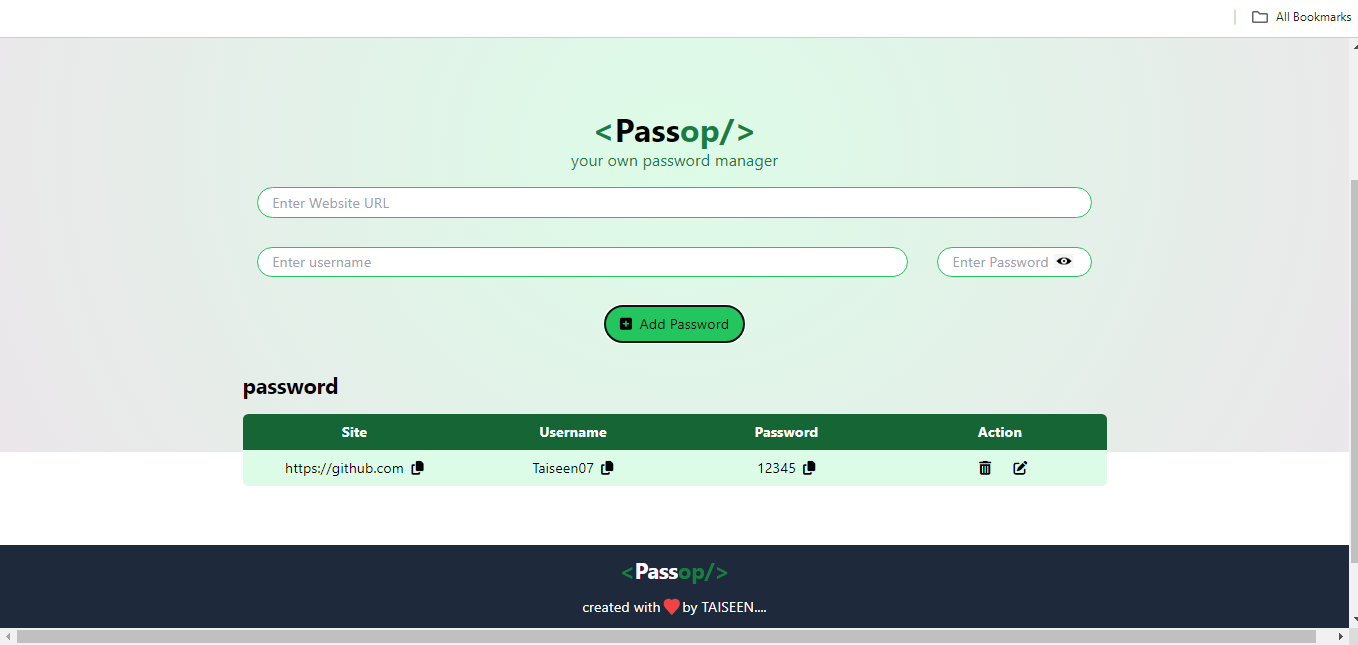 All Bookmarks
<Passop/>
your own password manager
Enter Website URL
Enter username Enter Password
Add Password
password
Site Username Password Action
https://github.com Taiseen07 12345
<Passop/>
created with by TAISEEN....